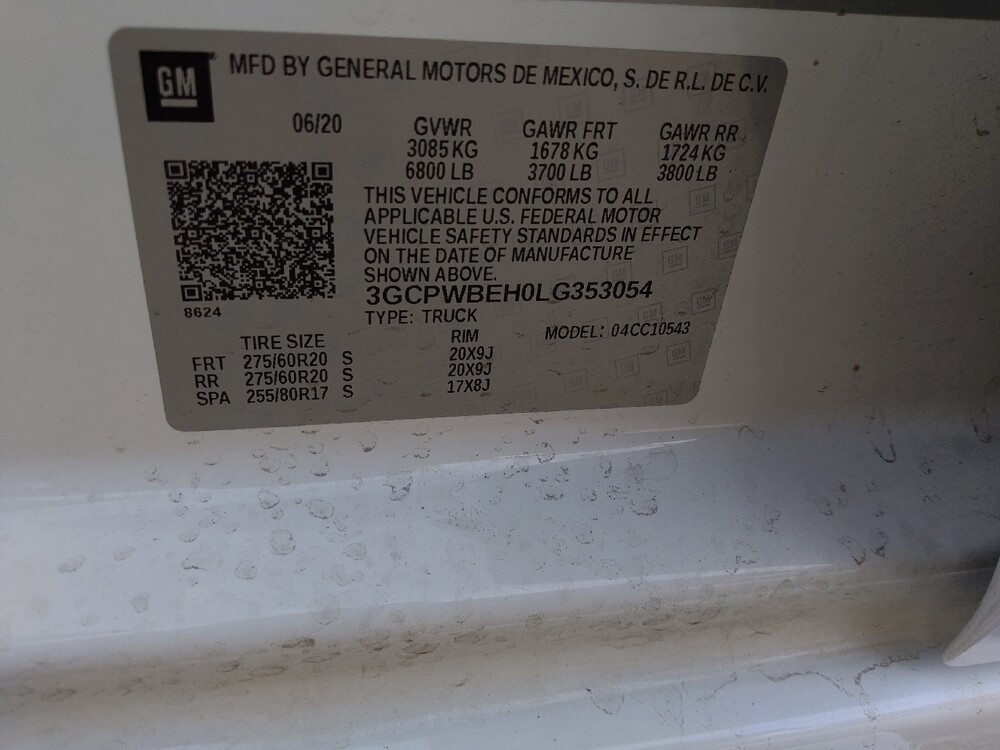 GM MFD BY GENERAL MOTORS DE MEXICO, S. DE R.L. DE C.V.
06/20 GVWR GAWR FRT GAWR RR
3085 KG 1678 KG 1724 KG
6800 LB 3700 LB 3800 LB
THIS VEHICLE CONFORMS TO ALL
APPLICABLE U.S. FEDERAL MOTOR
VEHICLE SAFETY STANDARDS IN EFFECT
ON THE DATE OF MANUFACTURE
SHOWN ABOVE.
3GCPWBEH0LG353054
8624
TYPE: TRUCK MODEL: 04CC10543
TIRE SIZE RIM
FRT 275/60R20 S 20X9J
RR 275/60R20 S 20X9J
SPA 255/80R17 S 17X8J